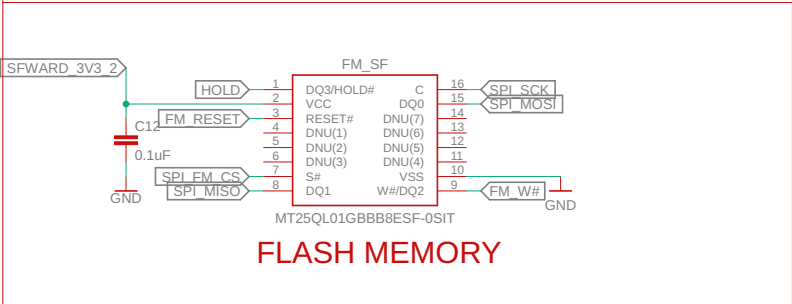 FM_SF
SFWARD_3V3_2
HOLD 1 DQ3/HOLD# C 16 SPI_SCK
2 VCC DQ0 15 SPI_MOSI
FM_RESET 3 RESET# DNU(7) 14
C12
4 DNU(1) DNU(6) 13
5 DNU(2) DNU(5) 12
0.1uF
6 DNU(3) DNU(4) 11
SPI_FM_CS 7 S# VSS 10
SPI_MISO 8 DQ1 W#/DQ2 9 FM_W#
GND
GND
MT25QL01GBBB8ESF-0SIT
FLASH MEMORY